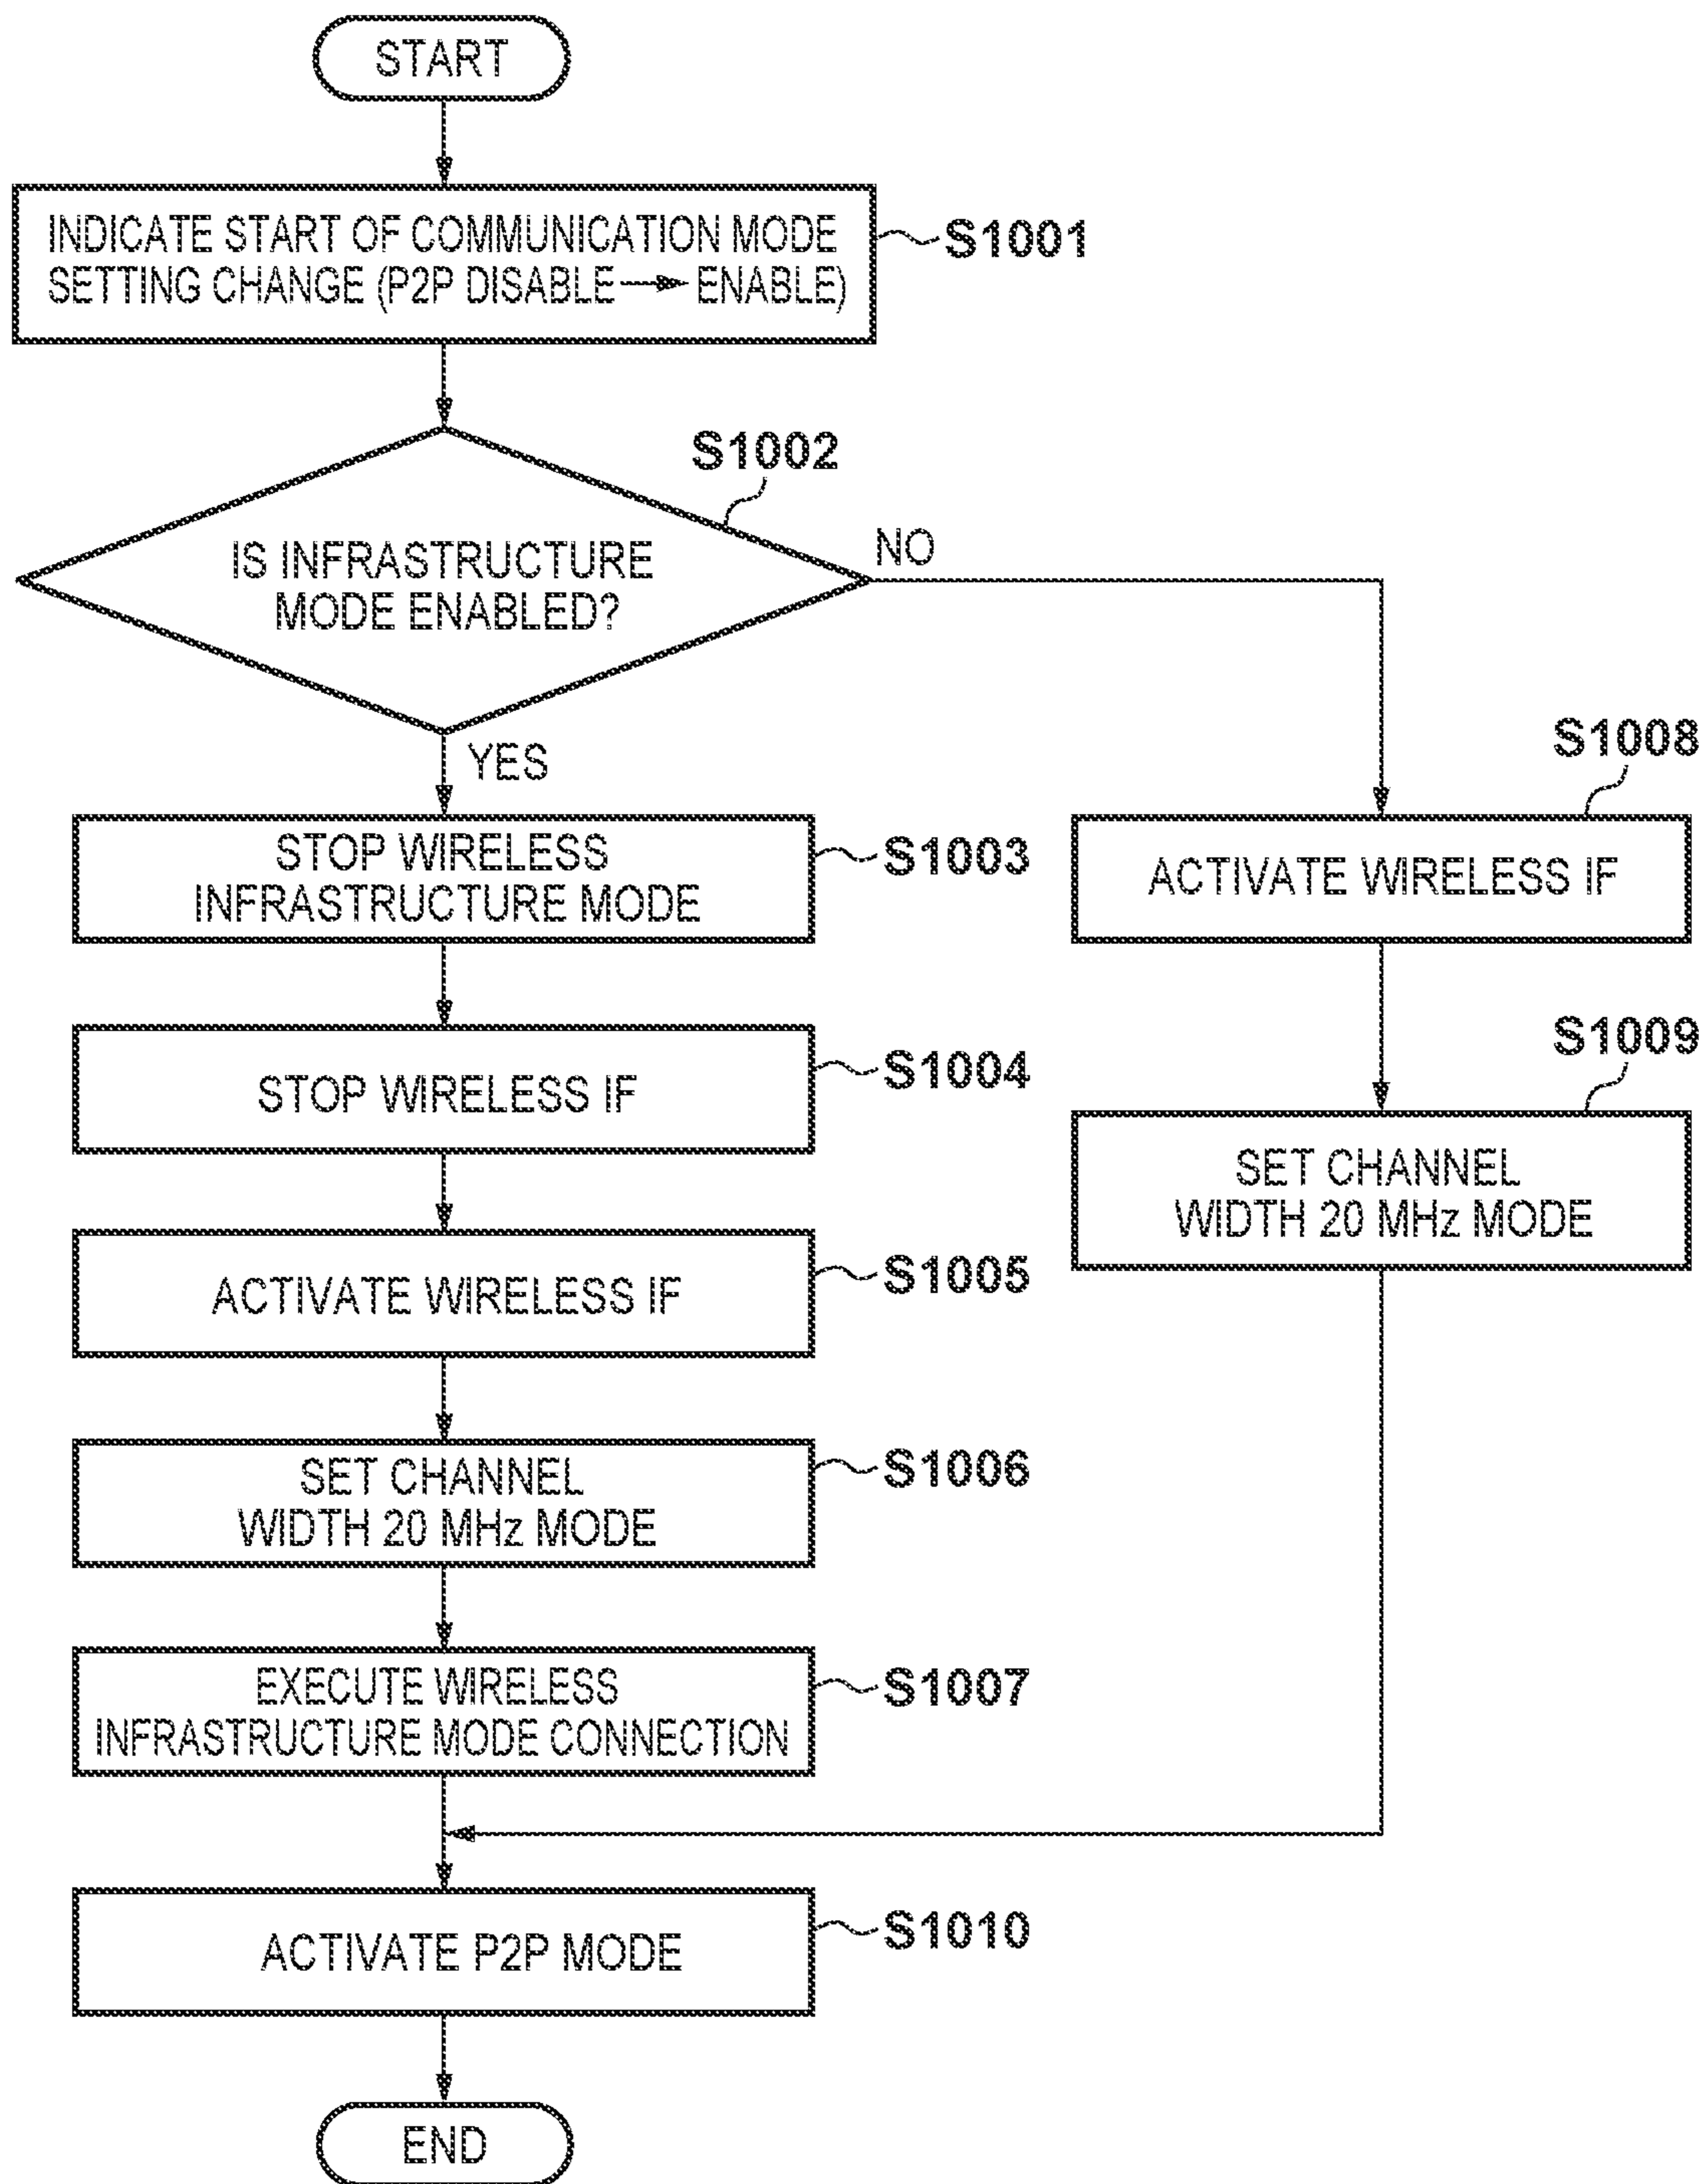 START
INDICATE START OF COMMUNICATION MODE
SETTING CHANGE (P2P DISABLE → ENABLE)
S1001
S1002
IS INFRASTRUCTURE
MODE ENABLED?
NO
YES
STOP WIRELESS
INFRASTRUCTURE MODE
S1003
STOP WIRELESS IF
S1004
ACTIVATE WIRELESS IF
S1005
SET CHANNEL
WIDTH 20 MHz MODE
S1006
EXECUTE WIRELESS
INFRASTRUCTURE MODE CONNECTION
S1007
S1008
ACTIVATE WIRELESS IF
S1009
SET CHANNEL
WIDTH 20 MHz MODE
ACTIVATE P2P MODE
S1010
END